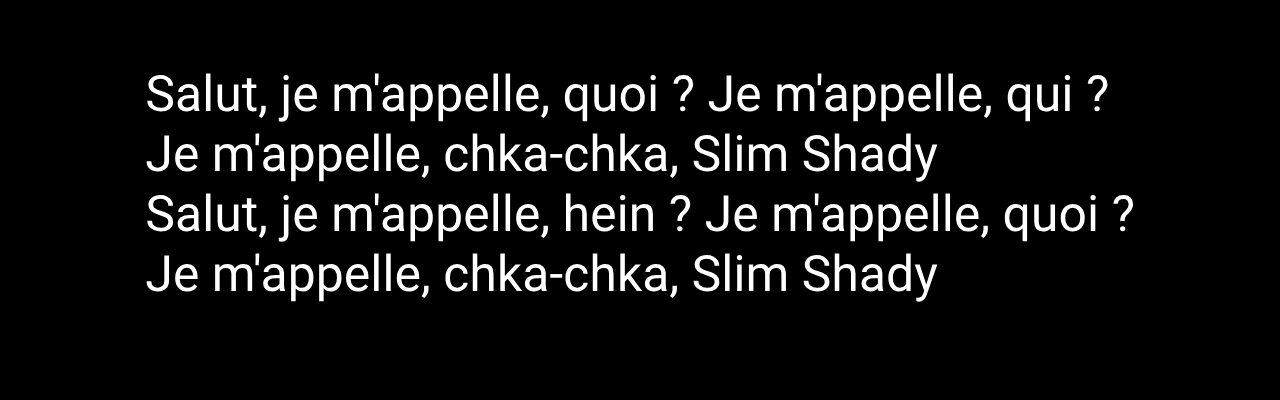 Salut, je m'appelle, quoi ? Je m'appelle, qui ?
Je m'appelle, chka-chka, Slim Shady
Salut, je m'appelle, hein ? Je m'appelle, quoi ?
Je m'appelle, chka-chka, Slim Shady